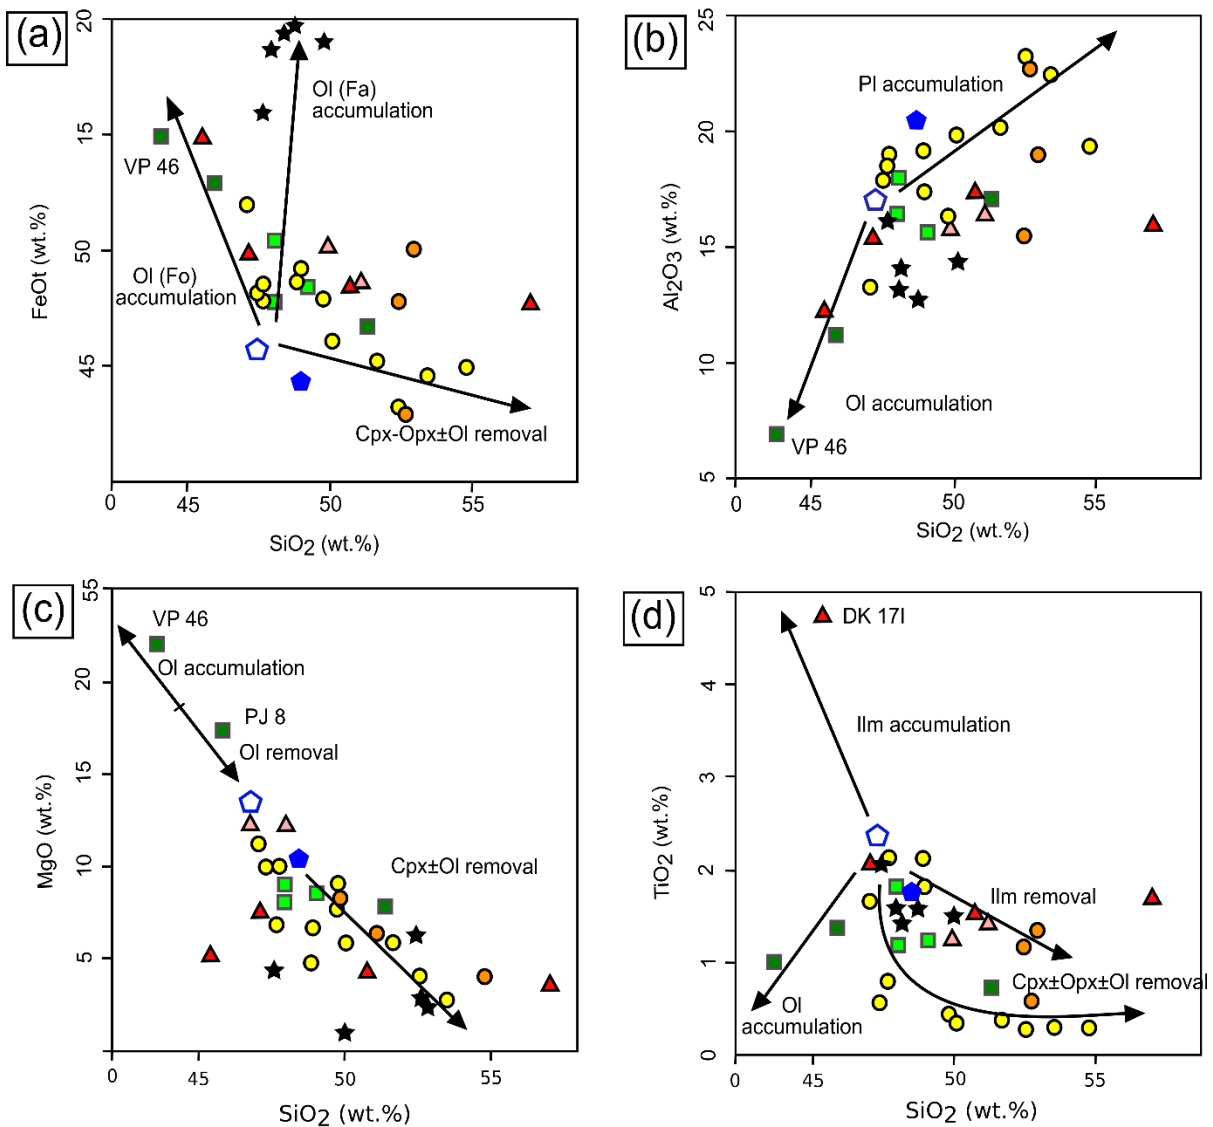 (a)
20
15
50
45
0
45
50
55
FeOt (wt.%)
SiO2 (wt.%)
Ol (Fa)
accumulation
VP 46
Ol (Fo)
accumulation
Cpx-Opx±Ol removal
(b)
25
20
15
10
5
0
45
50
55
Al2O3 (wt.%)
SiO2 (wt.%)
Pl accumulation
Ol accumulation
VP 46
(c)
55
20
15
10
5
0
45
50
55
MgO (wt.%)
SiO2 (wt.%)
VP 46
Ol accumulation
PJ 8
Ol removal
Cpx±Ol removal
(d)
5
4
3
2
1
0
0
45
50
55
TiO2 (wt.%)
SiO2 (wt.%)
DK 17I
Ilm accumulation
Ilm removal
Cpx±Opx±Ol removal
Ol
accumulation